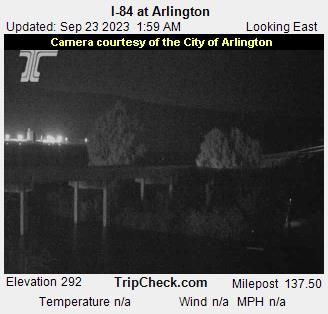 I-84 at Arlington
Updated: Sep 23 2023 1:59 AM Looking East
Camera courtesy of the City of Arlington
Elevation 292 TripCheck.com Milepost 137.50
Temperature n/a Wind n/a MPH n/a